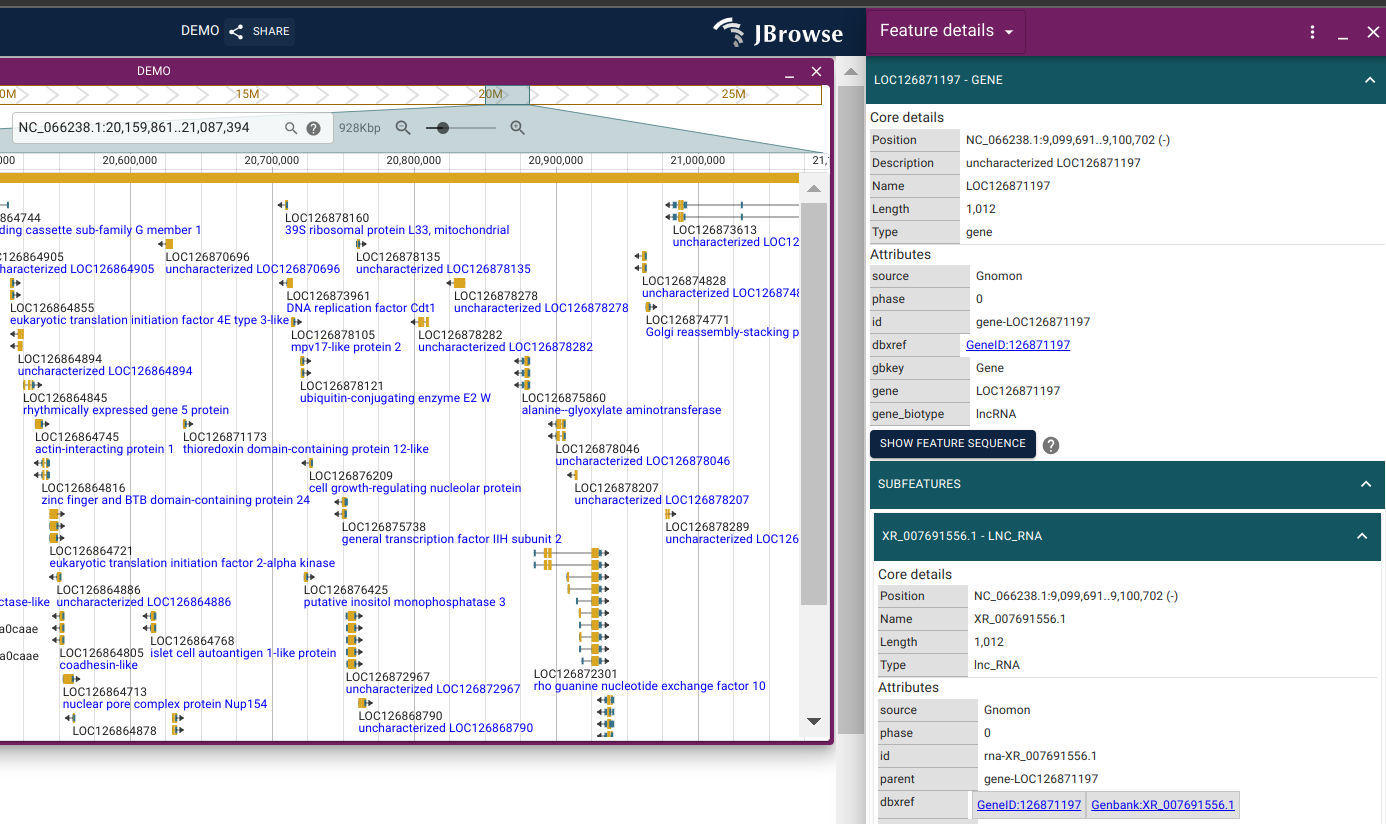 DEMO SHARE JBrowse
DEMO
0M 15M 20M 25M
NC_066238.1:20,159,861..21,087,394 928Kbp
000 20,600,000 20,700,000 20,800,000 20,900,000 21,000,000 21,
864744
ding cassette sub-family G member 1
C126864905
haracterized LOC126864905
LOC126870696
uncharacterized LOC126870696
LOC126864855
eukaryotic translation initiation factor 4E type 3-like
LOC126864894
uncharacterized LOC126864894
LOC126864845
rhythmically expressed gene 5 protein
LOC126864745
actin-interacting protein 1
LOC126871173
thioredoxin domain-containing protein 12-like
LOC126864816
zinc finger and BTB domain-containing protein 24
LOC126864721
eukaryotic translation initiation factor 2-alpha kinase
LOC126864886
ctase-like uncharacterized LOC126864886
a0caae
a0caae
LOC126864768
islet cell autoantigen 1-like protein
LOC126864805
coadhesin-like
LOC126864713
nuclear pore complex protein Nup154
LOC126864878
LOC126878160
39S ribosomal protein L33, mitochondrial
LOC126878135
uncharacterized LOC126878135
LOC126873961
DNA replication factor Cdt1
LOC126878278
uncharacterized LOC126878278
LOC126878105
mpv17-like protein 2
LOC126878282
uncharacterized LOC126878282
LOC126878121
ubiquitin-conjugating enzyme E2 W
LOC126875860
alanine--glyoxylate aminotransferase
LOC126878046
uncharacterized LOC126878046
LOC126876209
cell growth-regulating nucleolar protein
LOC126878207
uncharacterized LOC126878207
LOC126875738
general transcription factor IIH subunit 2
LOC126878289
uncharacterized LOC126
LOC126876425
putative inositol monophosphatase 3
LOC126872967
uncharacterized LOC126872967
LOC126872301
rho guanine nucleotide exchange factor 10
LOC126868790
uncharacterized LOC126868790
LOC126873613
uncharacterized LOC12
LOC126874828
uncharacterized LOC126874
LOC126874771
Golgi reassembly-stacking p
Feature details
LOC126871197 - GENE
Core details
Position NC_066238.1:9,099,691..9,100,702 (-)
Description uncharacterized LOC126871197
Name LOC126871197
Length 1,012
Type gene
Attributes
source Gnomon
phase 0
id gene-LOC126871197
dbxref GeneID:126871197
gbkey Gene
gene LOC126871197
gene_biotype lncRNA
SHOW FEATURE SEQUENCE
SUBFEATURES
XR_007691556.1 - LNC_RNA
Core details
Position NC_066238.1:9,099,691..9,100,702 (-)
Name XR_007691556.1
Length 1,012
Type lnc_RNA
Attributes
source Gnomon
phase 0
id rna-XR_007691556.1
parent gene-LOC126871197
dbxref GeneID:126871197 Genbank:XR_007691556.1